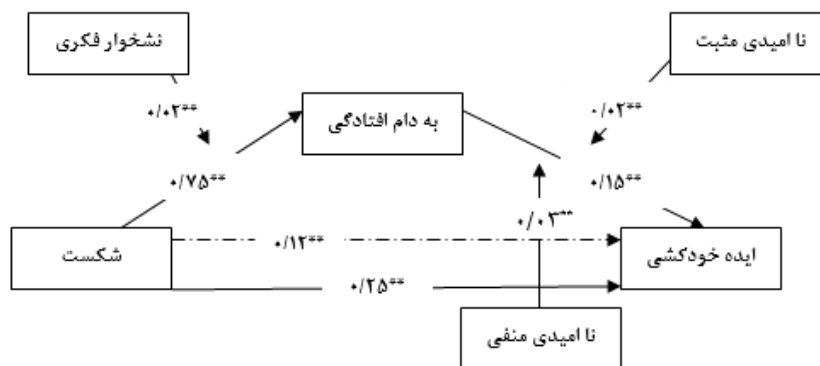 نشخوار فکری
نا امیدی مثبت
۰/۰۲**
به دام افتادگی
۰/۰۲**
۰/۷۵**
۰/۱۵**
۰/۰۳**
شکست
۰/۱۲**
ایده خودکشی
۰/۲۵**
نا امیدی منفی